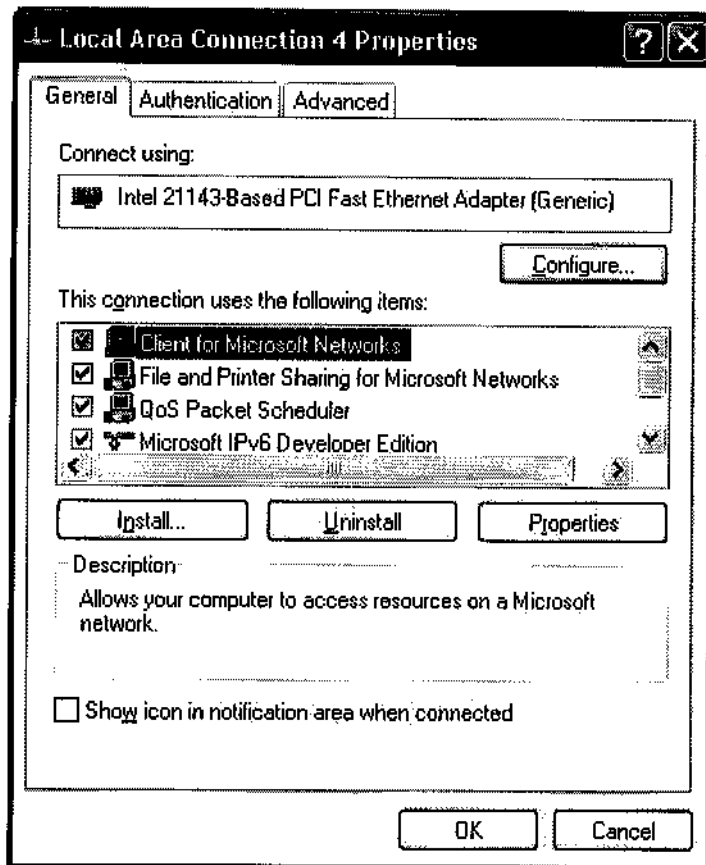 Local Area Connection 4 Properties
General Authentication Advanced
Connect using:
Intel 21143-Based PCI Fast Ethernet Adapter (Generic)
Configure...
This connection uses the following items:
Client for Microsoft Networks
File and Printer Sharing for Microsoft Networks
QoS Packet Scheduler
Microsoft IPv6 Developer Edition
Install... Uninstall Properties
Description
Allows your computer to access resources on a Microsoft
network.
Show icon in notification area when connected
OK Cancel